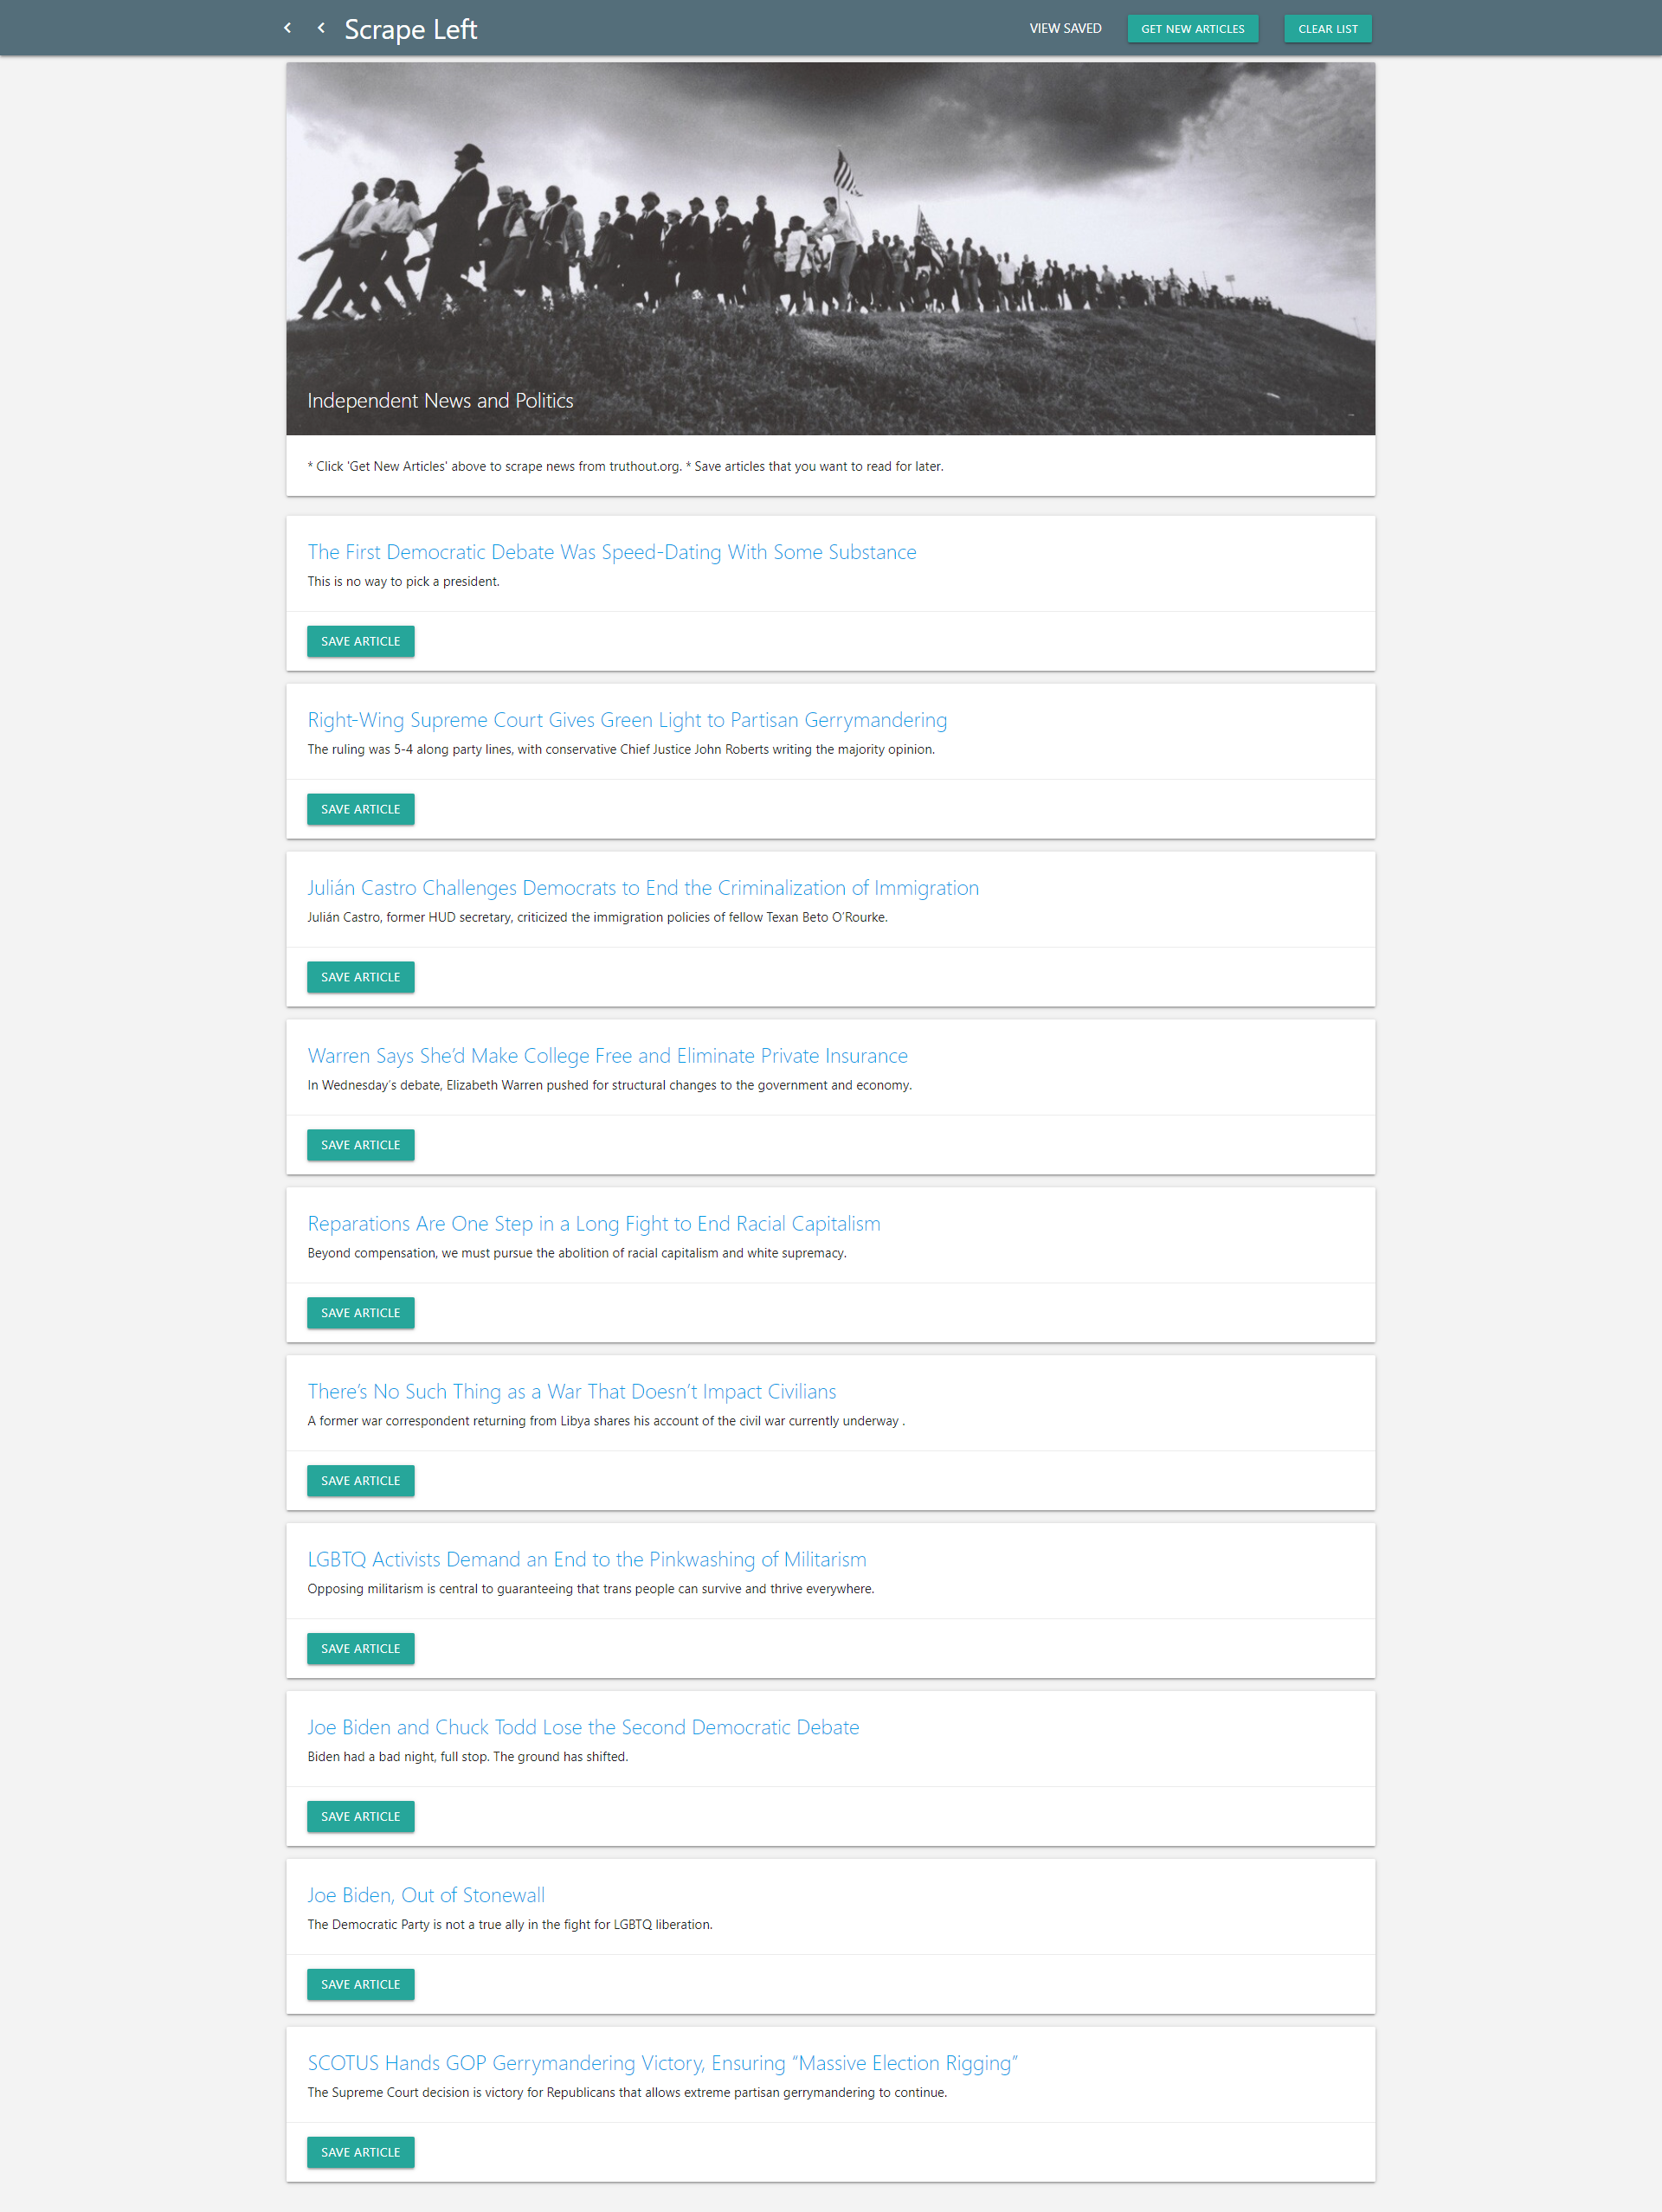 Scrape Left
VIEW SAVED
GET NEW ARTICLES
CLEAR LIST
Independent News and Politics
* Click 'Get New Articles' above to scrape news from truthout.org. * Save articles that you want to read for later.
The First Democratic Debate Was Speed-Dating With Some Substance
This is no way to pick a president.
SAVE ARTICLE
Right-Wing Supreme Court Gives Green Light to Partisan Gerrymandering
The ruling was 5-4 along party lines, with conservative Chief Justice John Roberts writing the majority opinion.
SAVE ARTICLE
Julián Castro Challenges Democrats to End the Criminalization of Immigration
Julián Castro, former HUD secretary, criticized the immigration policies of fellow Texan Beto O’Rourke.
SAVE ARTICLE
Warren Says She’d Make College Free and Eliminate Private Insurance
In Wednesday’s debate, Elizabeth Warren pushed for structural changes to the government and economy.
SAVE ARTICLE
Reparations Are One Step in a Long Fight to End Racial Capitalism
Beyond compensation, we must pursue the abolition of racial capitalism and white supremacy.
SAVE ARTICLE
There’s No Such Thing as a War That Doesn’t Impact Civilians
A former war correspondent returning from Libya shares his account of the civil war currently underway .
SAVE ARTICLE
LGBTQ Activists Demand an End to the Pinkwashing of Militarism
Opposing militarism is central to guaranteeing that trans people can survive and thrive everywhere.
SAVE ARTICLE
Joe Biden and Chuck Todd Lose the Second Democratic Debate
Biden had a bad night, full stop. The ground has shifted.
SAVE ARTICLE
Joe Biden, Out of Stonewall
The Democratic Party is not a true ally in the fight for LGBTQ liberation.
SAVE ARTICLE
SCOTUS Hands GOP Gerrymandering Victory, Ensuring “Massive Election Rigging”
The Supreme Court decision is victory for Republicans that allows extreme partisan gerrymandering to continue.
SAVE ARTICLE